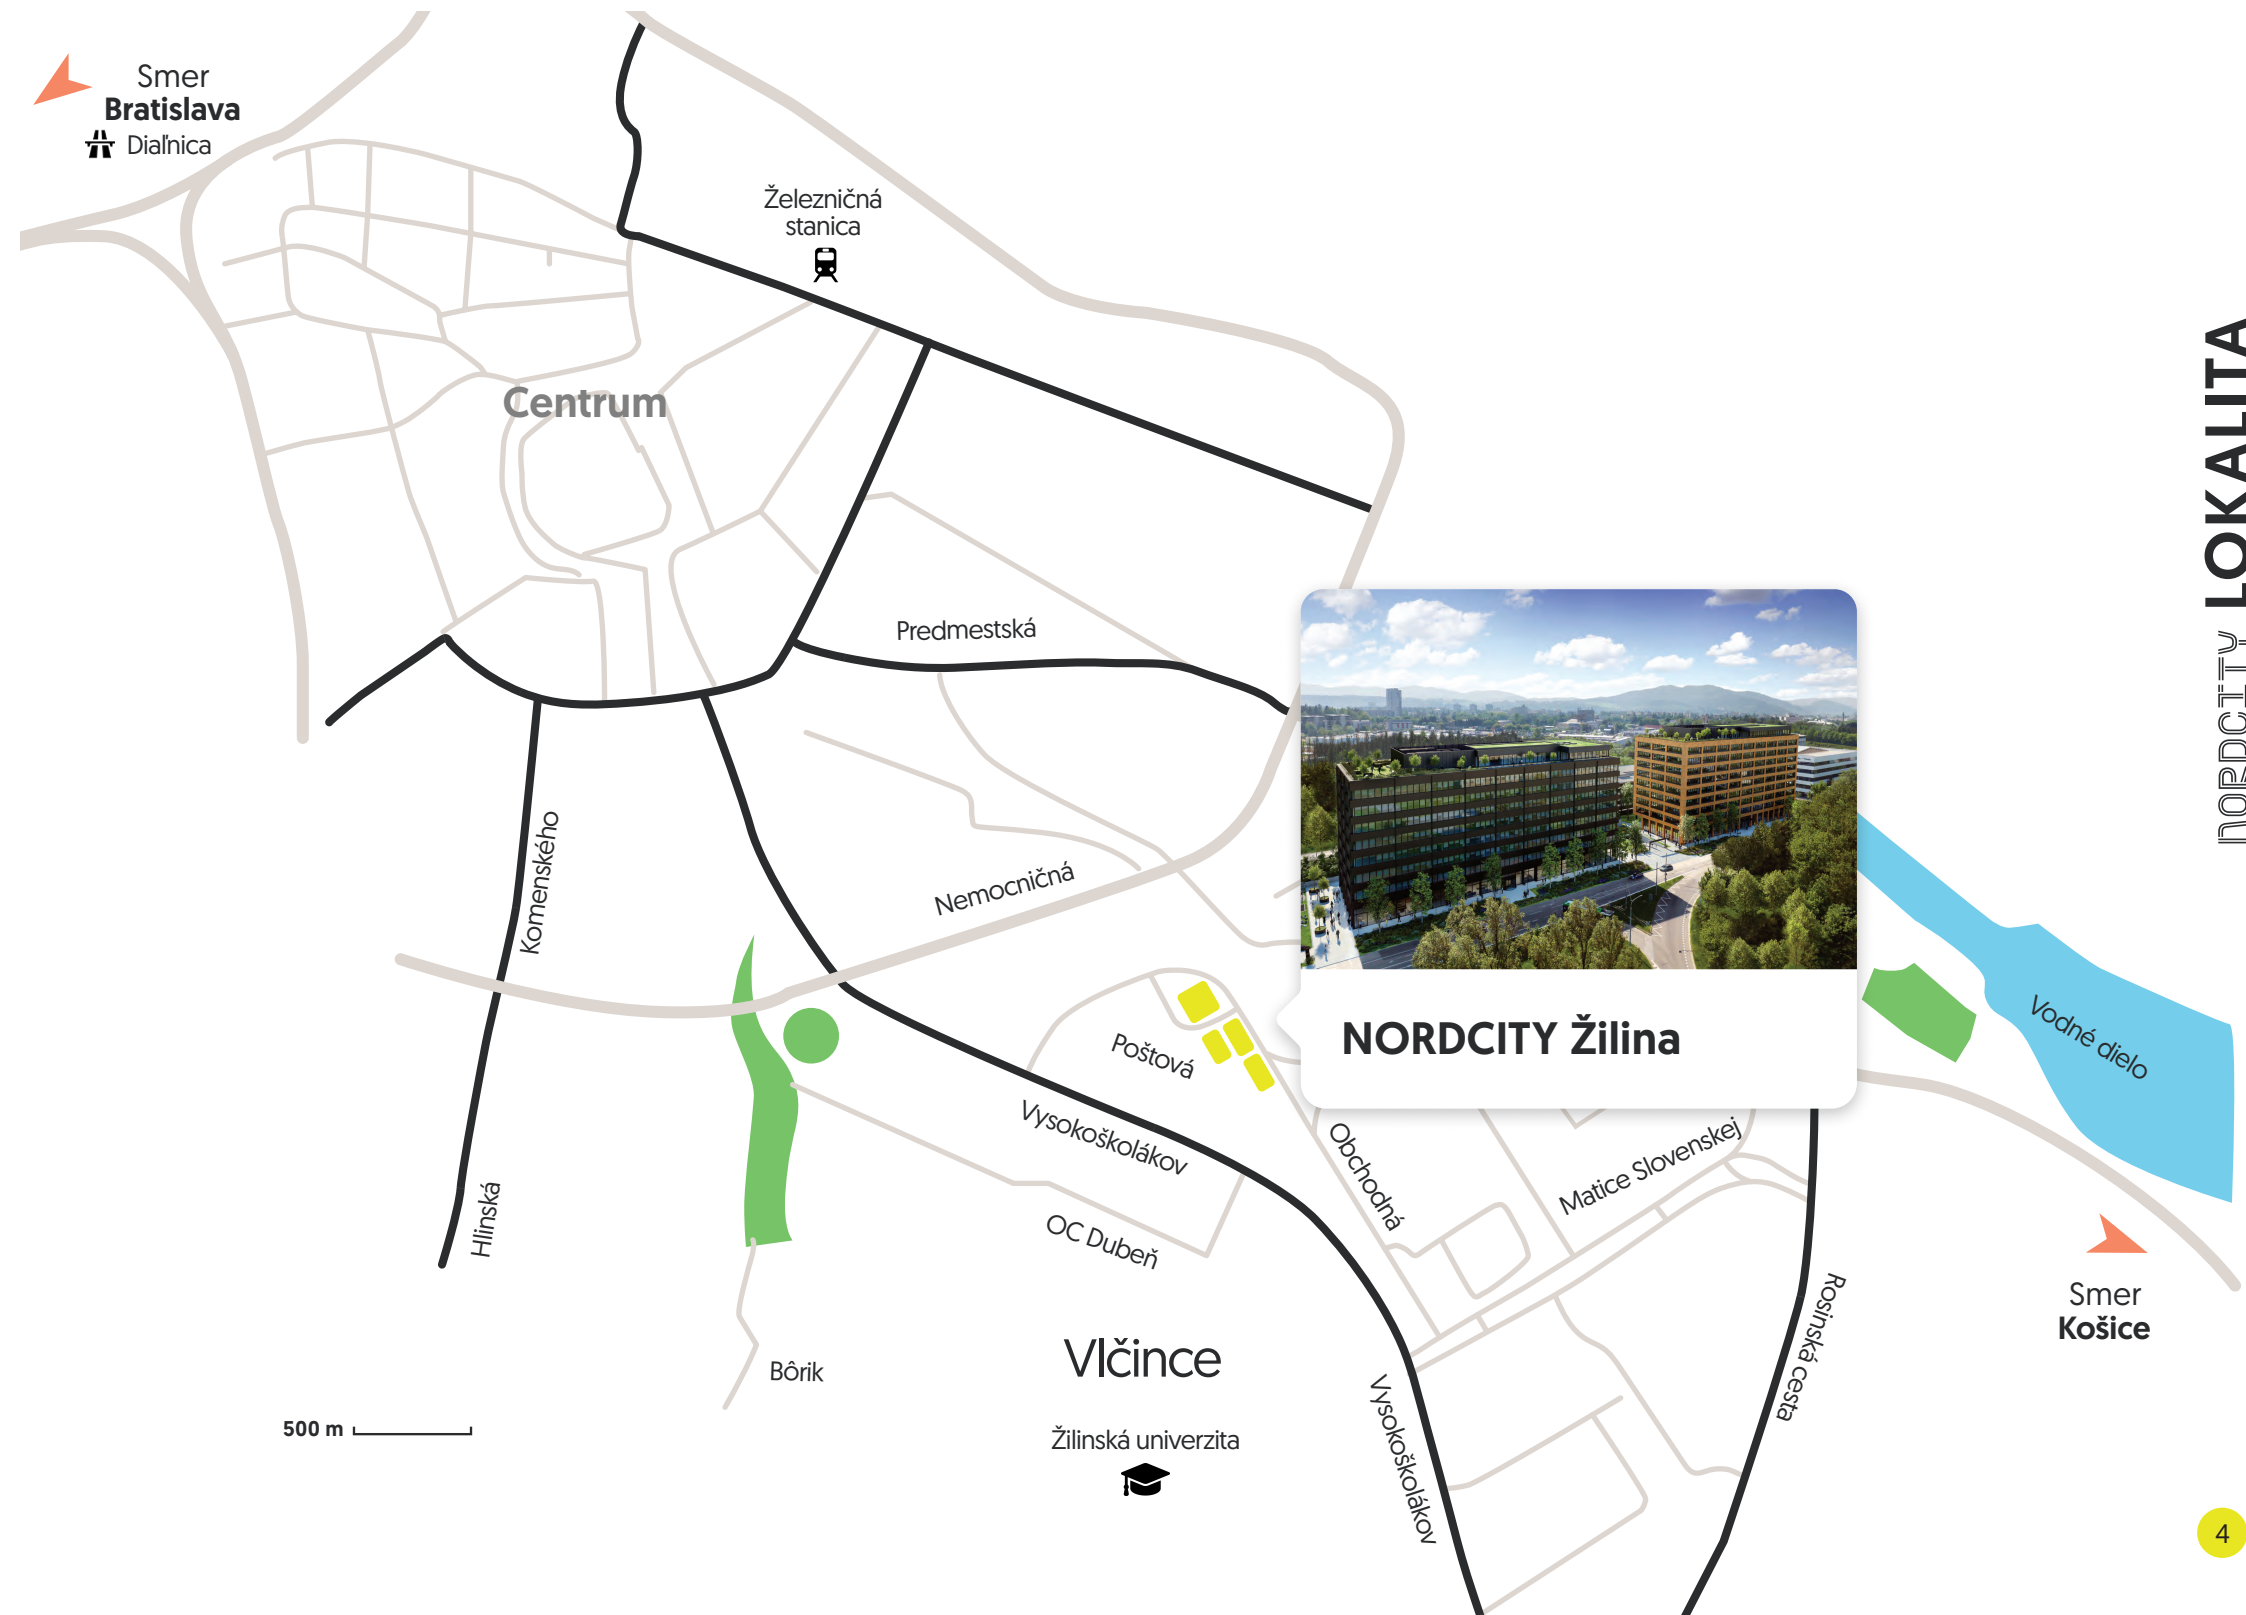 Smer
Bratislava
Diaľnica
Železničná
stanica
Centrum
Predmestská
Komenského
Nemocničná
Hlinská
Poštová
Vysokoškolákov
OC Dubeň
Bôrik
Vlčince
Žilinská univerzita
NORDCITY Žilina
Obchodná
Matice Slovenskej
Vysokoškolákov
Rosinská cesta
Vodné dielo
Smer
Košice
500 m
NORDCITY LOKALITA
4